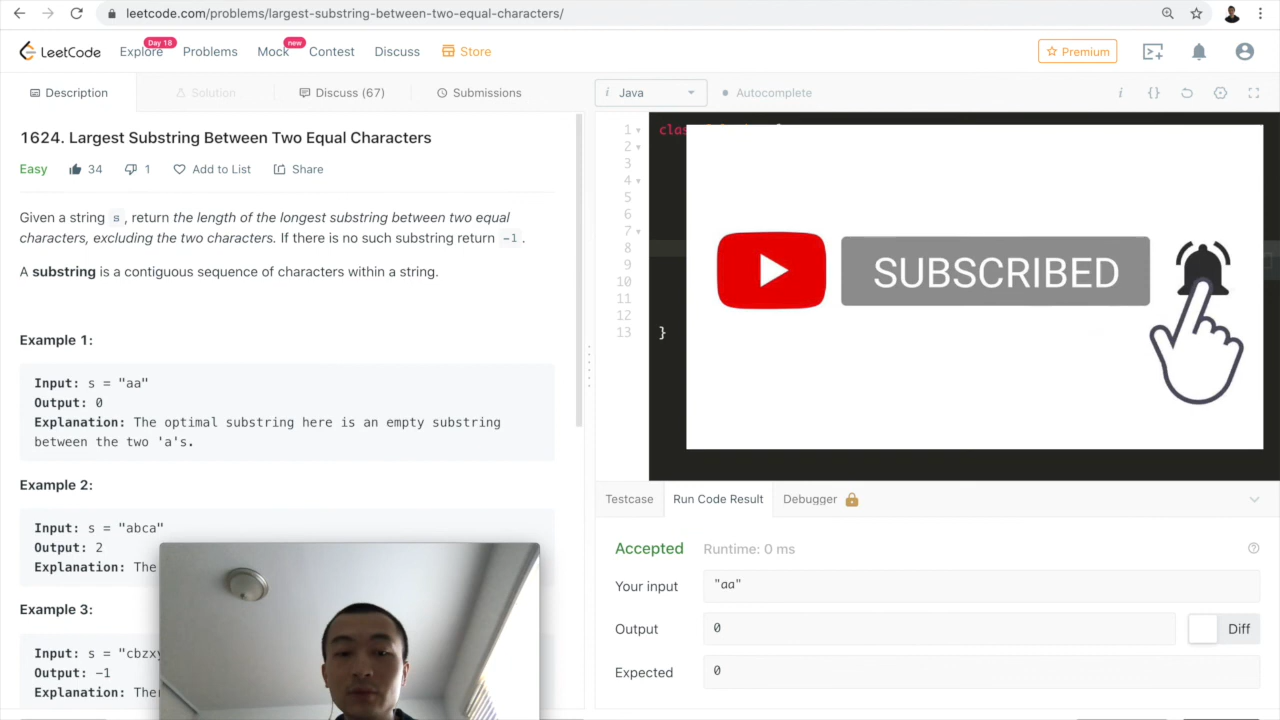 leetcode.com/problems/largest-substring-between-two-equal-characters/
LeetCode
Explore
Day 16
Problems
Mock
new
Contest
Discuss
Store
Premium
Description
Solution
Discuss (67)
Submissions
i Java
Autocomplete
i {}
1624. Largest Substring Between Two Equal Characters
Easy
34
1
Add to List
Share
Given a string s, return the length of the longest substring between two equal
characters, excluding the two characters. If there is no such substring return -1.
A substring is a contiguous sequence of characters within a string.
Example 1:
Input: s = "aa"
Output: 0
Explanation: The optimal substring here is an empty substring
between the two 'a's.
Example 2:
Input: s = "abca"
Output: 2
Explanation: The
Example 3:
Input: s = "cbzxy
Output: -1
Explanation: Ther
1
clas
2
3
4
5
6
7
8
9
10
11
12
13 }
SUBSCRIBED
Testcase
Run Code Result
Debugger
Accepted
Runtime: 0 ms
Your input
"aa"
Output
0
Diff
Expected
0